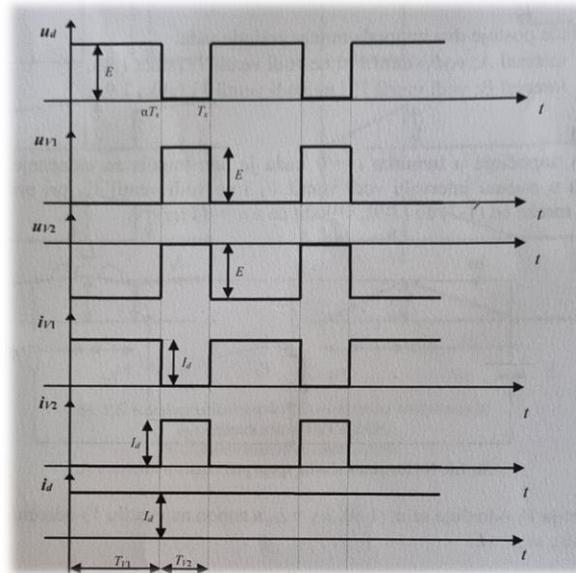 u_d
E
αT_s T_s t
u_V1
E
t
u_V2
E
t
i_V1
I_d
t
i_V2
I_d
t
i_d
I_d
t
T_V1 T_V2